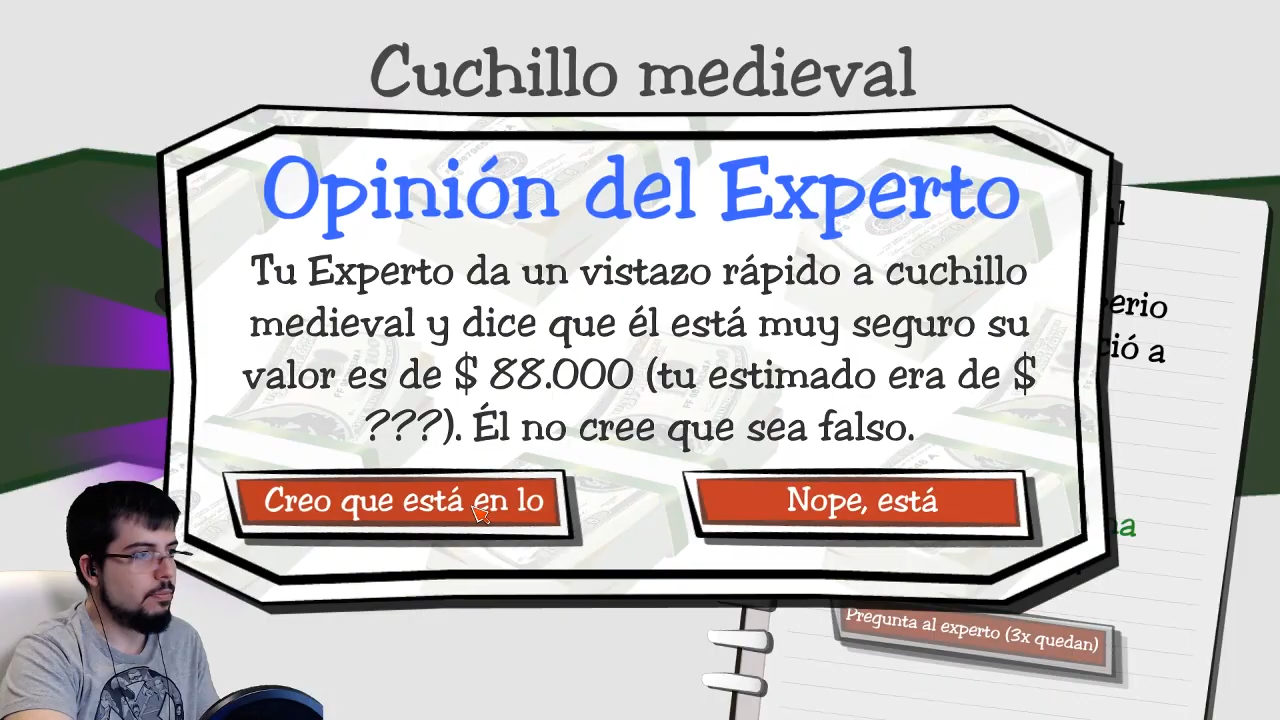 Cuchillo medieval
Opinión del Experto
Tu Experto da un vistazo rápido a cuchillo
medieval y dice que él está muy seguro su
valor es de $ 88.000 (tu estimado era de $
???). Él no cree que sea falso.
Creo que está en lo
Nope, está
Pregunta al experto (3x quedan)